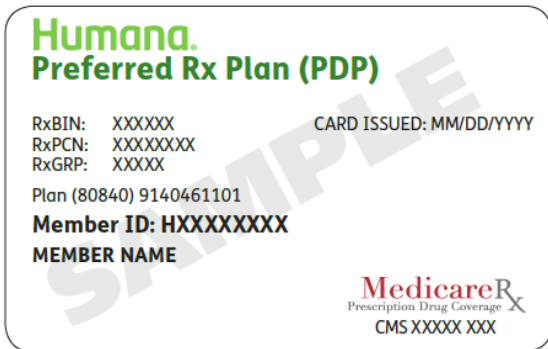 Humana.
Preferred Rx Plan (PDP)
RxBIN: XXXXXX CARD ISSUED: MM/DD/YYYY
RxPCN: XXXXXXXX
RxGRP: XXXXX
Plan (80840) 9140461101
Member ID: HXXXXXXXX
MEMBER NAME
SAMPLE
MedicareRx
Prescription Drug Coverage
CMS XXXXX XXX